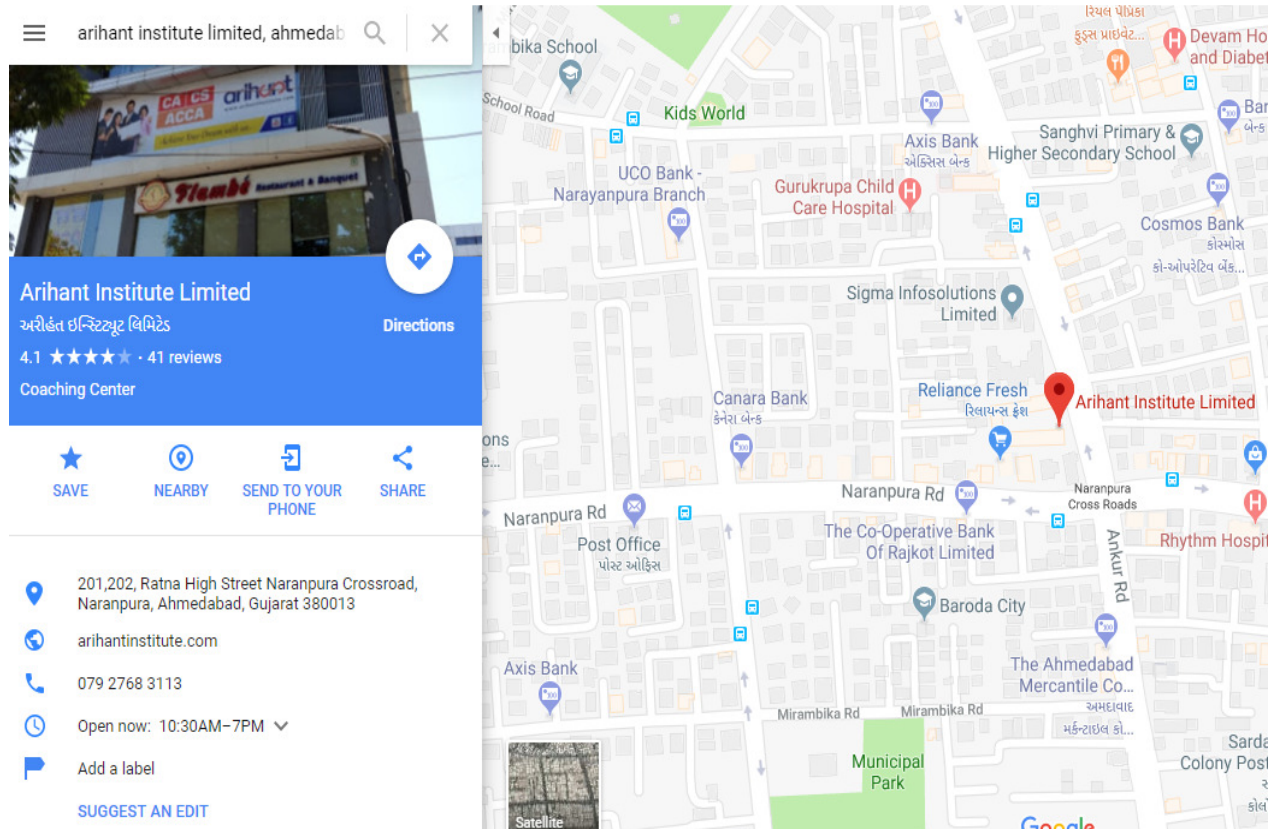 arihant institute limited, ahmedab
CA CS
ACCA
arihant
Flambé Restaurant & Banquet
Arihant Institute Limited
અરીહંત ઇન્સ્ટિટ્યૂટ લિમિટેડ
Directions
4.1 ★★★★★ · 41 reviews
Coaching Center
SAVE
NEARBY
SEND TO YOUR
PHONE
SHARE
201,202, Ratna High Street Naranpura Crossroad,
Naranpura, Ahmedabad, Gujarat 380013
arihantinstitute.com
079 2768 3113
Open now: 10:30AM–7PM
Add a label
SUGGEST AN EDIT
bika School
School Road
Kids World
UCO Bank -
Narayanpura Branch
Axis Bank
એક્સિસ બેન્ક
Gurukrupa Child
Care Hospital
Sanghvi Primary &
Higher Secondary School
રિયલ પેપ્રિકા
ફૂડ્સ પ્રાઇવેટ...
Devam Ho
and Diabet
Bar
બેન્ક
Cosmos Bank
કોસ્મોસ
કો-ઓપરેટિવ બેંક...
Sigma Infosolutions
Limited
Reliance Fresh
રિલાયન્સ ફ્રેશ
Arihant Institute Limited
Canara Bank
કેનેરા બેન્ક
ons
e...
Naranpura Rd
Naranpura Rd
Naranpura
Cross Roads
Post Office
પોસ્ટ ઓફિસ
The Co-Operative Bank
Of Rajkot Limited
Ankur Rd
Rhythm Hospit
Baroda City
Axis Bank
The Ahmedabad
Mercantile Co...
અમદાવાદ
મર્કન્ટાઇલ કો...
Mirambika Rd
Mirambika Rd
Municipal
Park
Sarda
Colony Post
કોલો
Satellite
Google